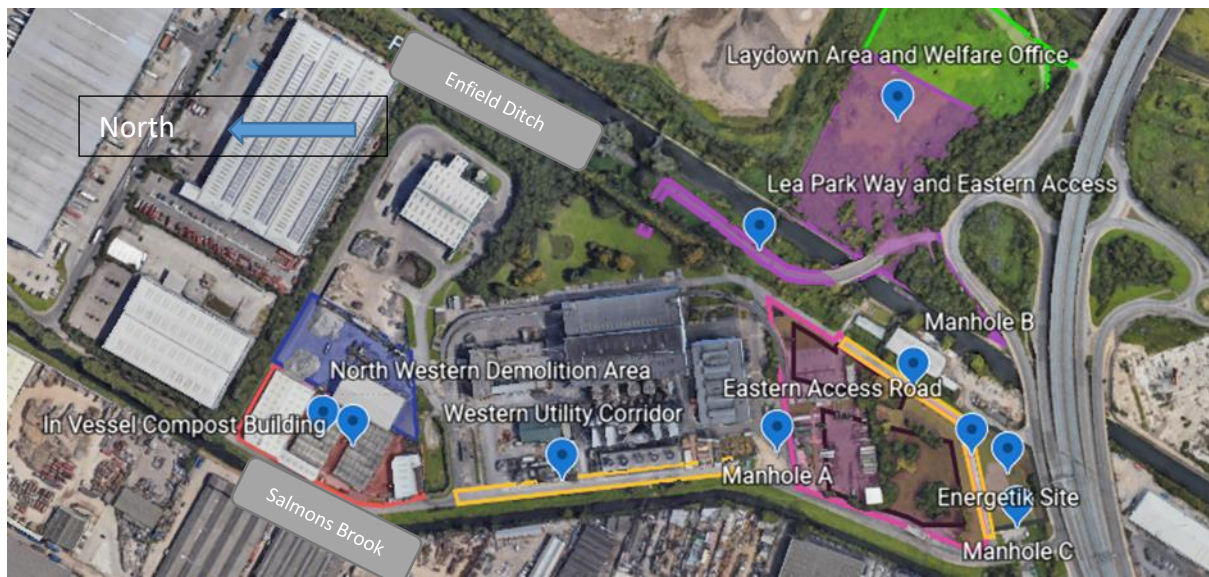 Laydown Area and Welfare Office
Enfield Ditch
North
Lea Park Way and Eastern Access
Manhole B
North Western Demolition Area
Eastern Access Road
Western Utility Corridor
In Vessel Compost Building
Manhole A
Energetik Site
Salmons Brook
Manhole C